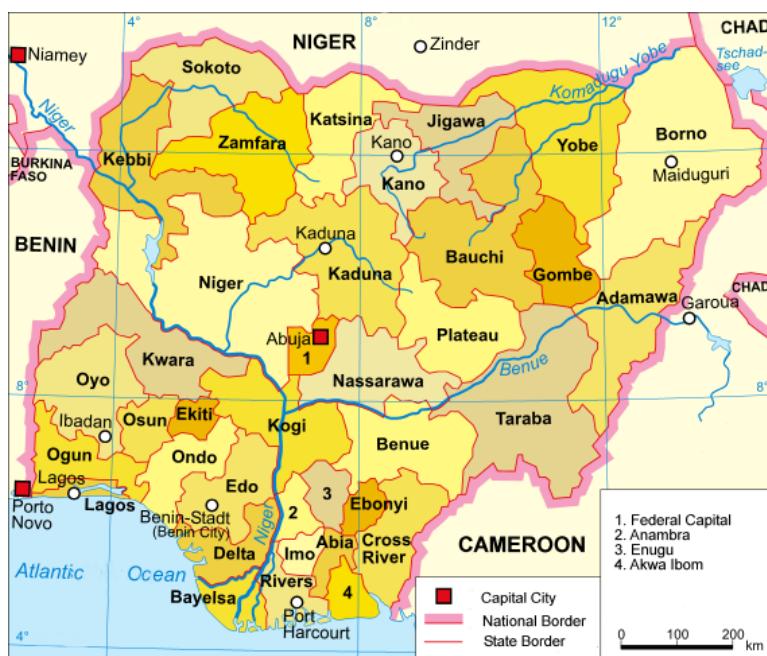 4°
8°
12°
CHAD
NIGER
Niamey
Zinder
Tschad-
see
Sokoto
Komadugu Yobe
Niger
Katsina
Jigawa
Zamfara
Kano
Yobe
Borno
Kebbi
BURKINA
FASO
Kano
Maiduguri
Kaduna
BENIN
Bauchi
Niger
Kaduna
Gombe
CHAD
Adamawa
Garoua
Abuja
Plateau
1
Kwara
Benue
8°
Oyo
Nassarawa
8°
Ekiti
Taraba
Ibadan
Osun
Kogi
Benue
Ogun
Ondo
Lagos
Edo
3
Ebonyi
Porto
Novo
Lagos
Niger
2
Benin-Stadt
(Benin City)
Abia
Cross
River
Delta
Imo
CAMEROON
Atlantic Ocean
Rivers
4
Bayelsa
Port
Harcourt
4°
1. Federal Capital
2. Anambra
3. Enugu
4. Akwa Ibom
Capital City
National Border
State Border
0 100 200
km